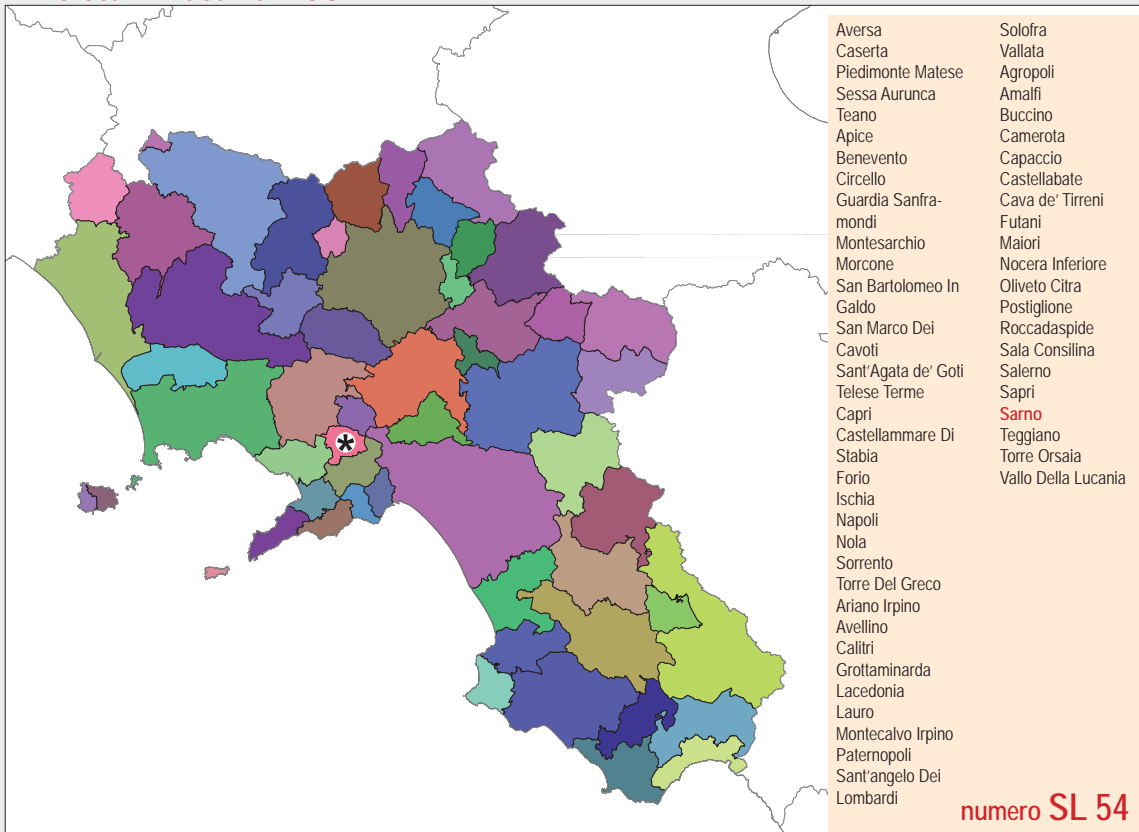 Aversa
Caserta
Piedimonte Matese
Sessa Aurunca
Teano
Apice
Benevento
Circello
Guardia Sanfra-
mondi
Montesarchio
Morcone
San Bartolomeo In
Galdo
San Marco Dei
Cavoti
Sant'Agata de' Goti
Telese Terme
Capri
Castellammare Di
Stabia
Forio
Ischia
Napoli
Nola
Sorrento
Torre Del Greco
Ariano Irpino
Avellino
Calitri
Grottaminarda
Lacedonia
Lauro
Montecalvo Irpino
Paternopoli
Sant'angelo Dei
Lombardi
Solofra
Vallata
Agropoli
Amalfi
Buccino
Camerota
Capaccio
Castellabate
Cava de' Tirreni
Futani
Maiori
Nocera Inferiore
Oliveto Citra
Postiglione
Roccadaspide
Sala Consilina
Salerno
Sapri
Sarno
Teggiano
Torre Orsaia
Vallo Della Lucania
*
numero SL 54